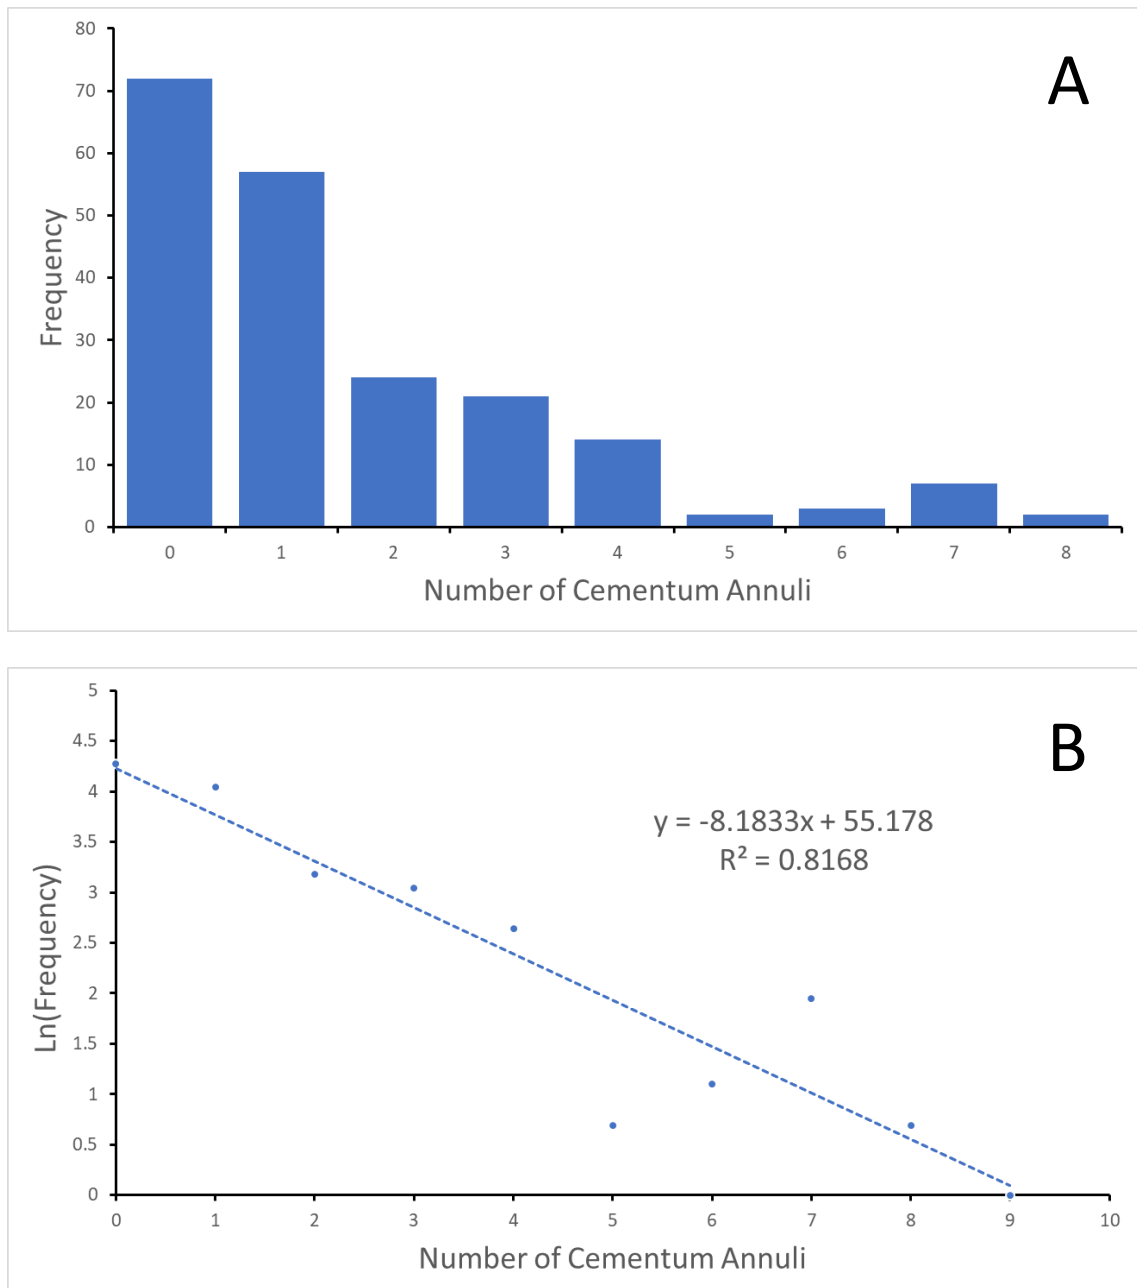 A
80
70
60
50
40
30
20
10
0
Frequency
0 1 2 3 4 5 6 7 8
Number of Cementum Annuli
B
5
4.5
4
3.5
3
2.5
2
1.5
1
0.5
0
Ln(Frequency)
y = -8.1833x + 55.178
R² = 0.8168
0 1 2 3 4 5 6 7 8 9 10
Number of Cementum Annuli